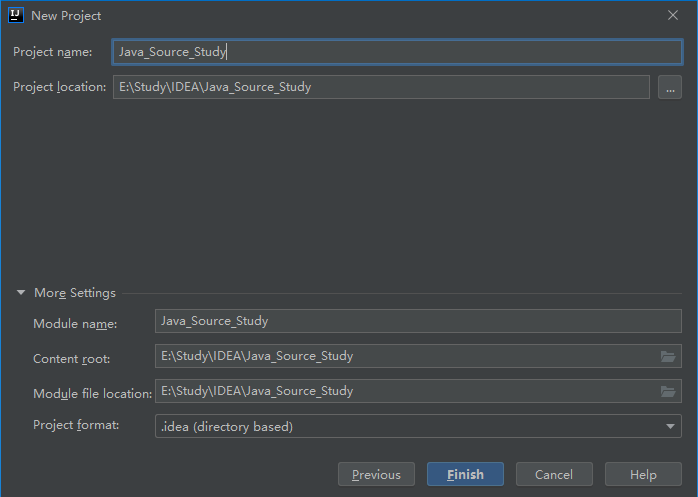 New Project
Project name: Java_Source_Study
Project location: E:\Study\IDEA\Java_Source_Study ...
More Settings
Module name: Java_Source_Study
Content root: E:\Study\IDEA\Java_Source_Study
Module file location: E:\Study\IDEA\Java_Source_Study
Project format: .idea (directory based)
Previous Finish Cancel Help